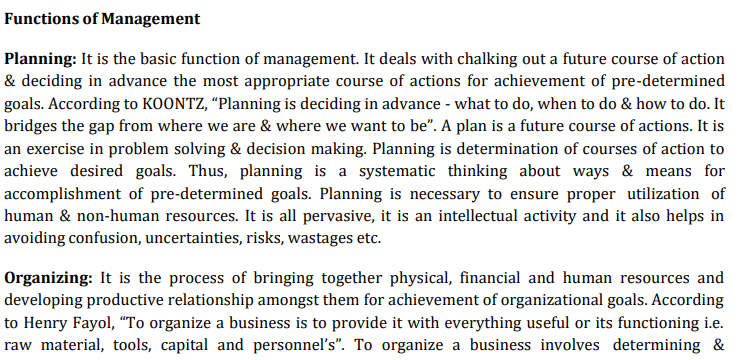 Functions of Management
Planning: It is the basic function of management. It deals with chalking out a future course of action
& deciding in advance the most appropriate course of actions for achievement of pre-determined
goals. According to KOONTZ, “Planning is deciding in advance - what to do, when to do & how to do. It
bridges the gap from where we are & where we want to be”. A plan is a future course of actions. It is
an exercise in problem solving & decision making. Planning is determination of courses of action to
achieve desired goals. Thus, planning is a systematic thinking about ways & means for
accomplishment of pre-determined goals. Planning is necessary to ensure proper utilization of
human & non-human resources. It is all pervasive, it is an intellectual activity and it also helps in
avoiding confusion, uncertainties, risks, wastages etc.
Organizing: It is the process of bringing together physical, financial and human resources and
developing productive relationship amongst them for achievement of organizational goals. According
to Henry Fayol, “To organize a business is to provide it with everything useful or its functioning i.e.
raw material, tools, capital and personnel’s”. To organize a business involves determining &